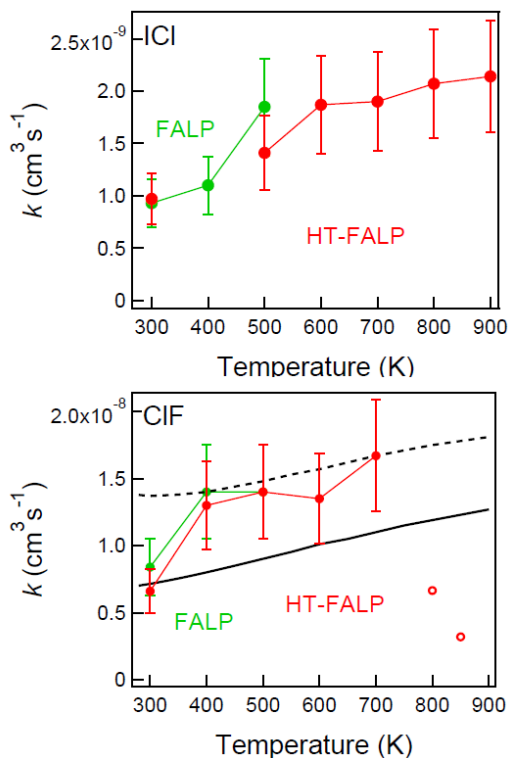 ICl
2.5x10⁻⁹
2.0
1.5
1.0
0.5
0
k (cm³ s⁻¹)
FALP
HT-FALP
300 400 500 600 700 800 900
Temperature (K)
ClF
2.0x10⁻⁸
1.5
1.0
0.5
0
k (cm³ s⁻¹)
FALP
HT-FALP
300 400 500 600 700 800 900
Temperature (K)